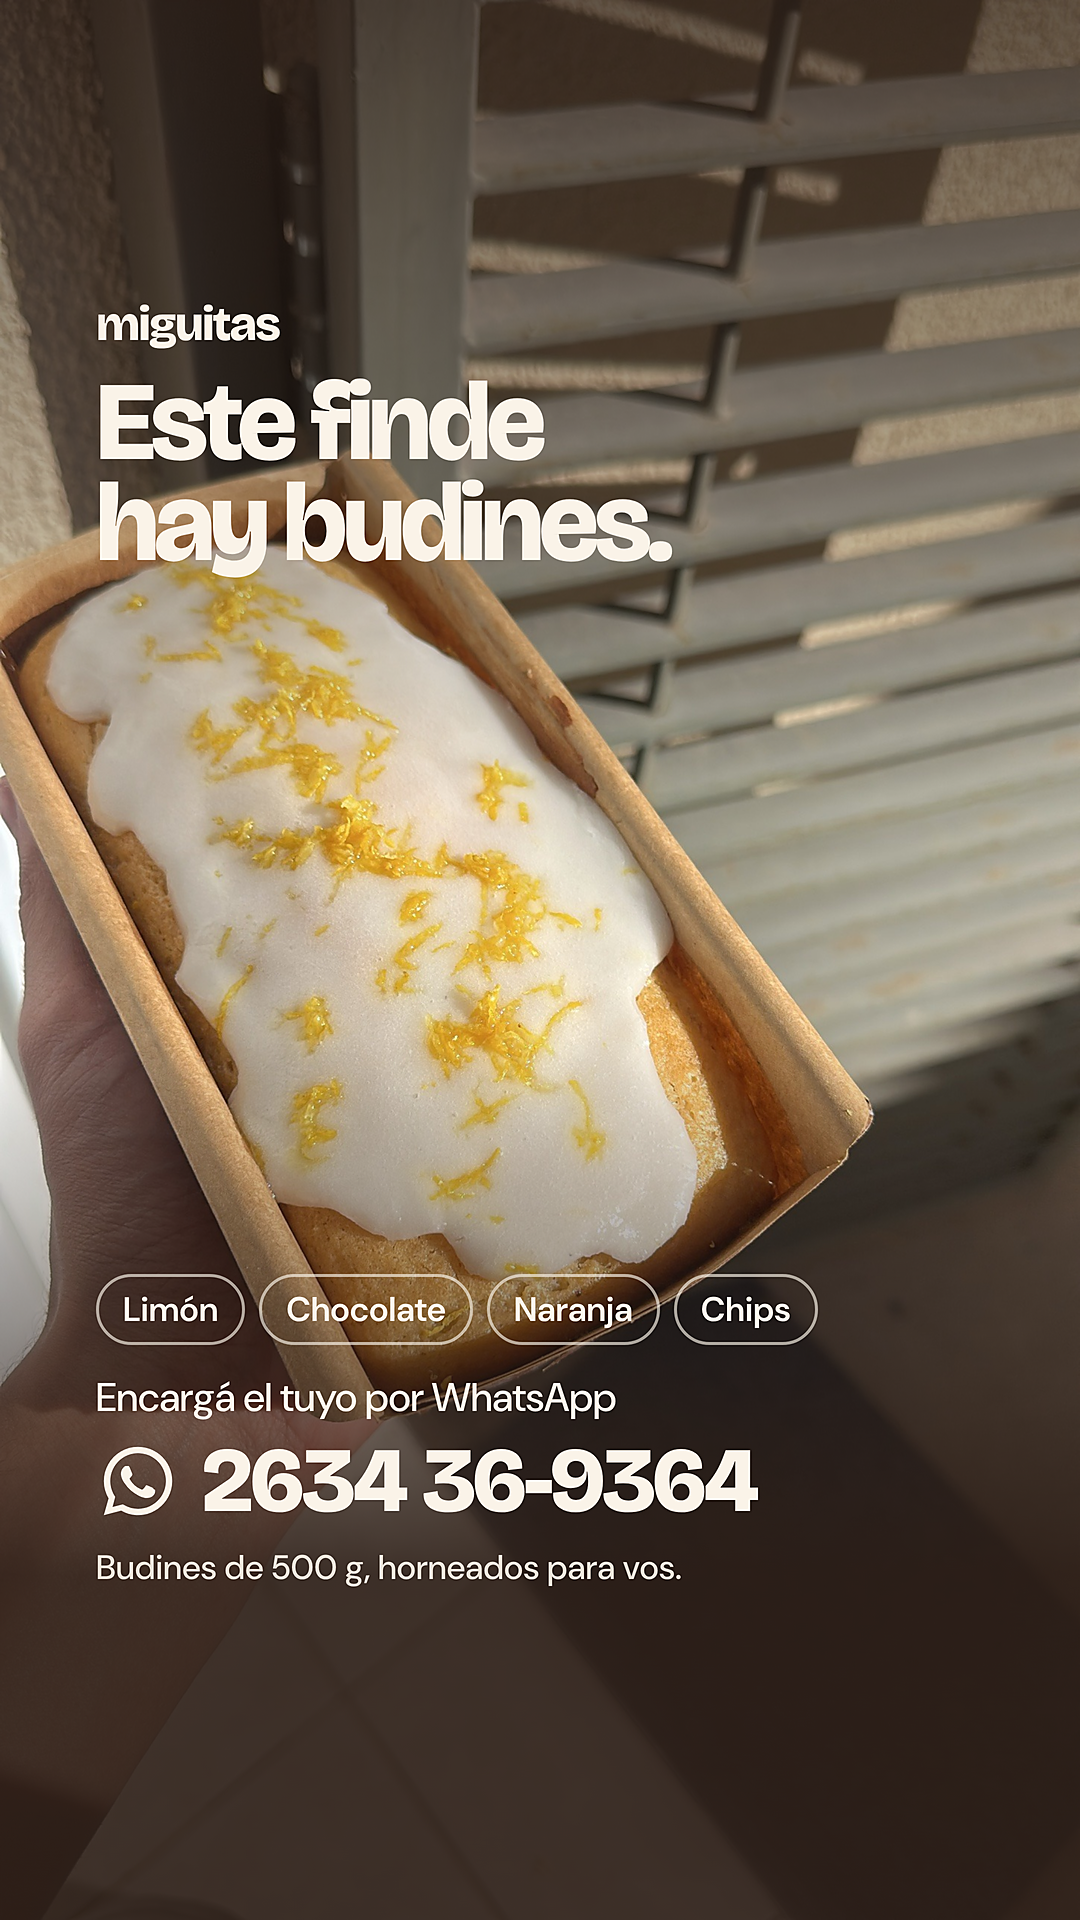 miguitas
Este finde
hay budines.
Limón Chocolate Naranja Chips
Encargá el tuyo por WhatsApp
2634 36-9364
Budines de 500 g, horneados para vos.